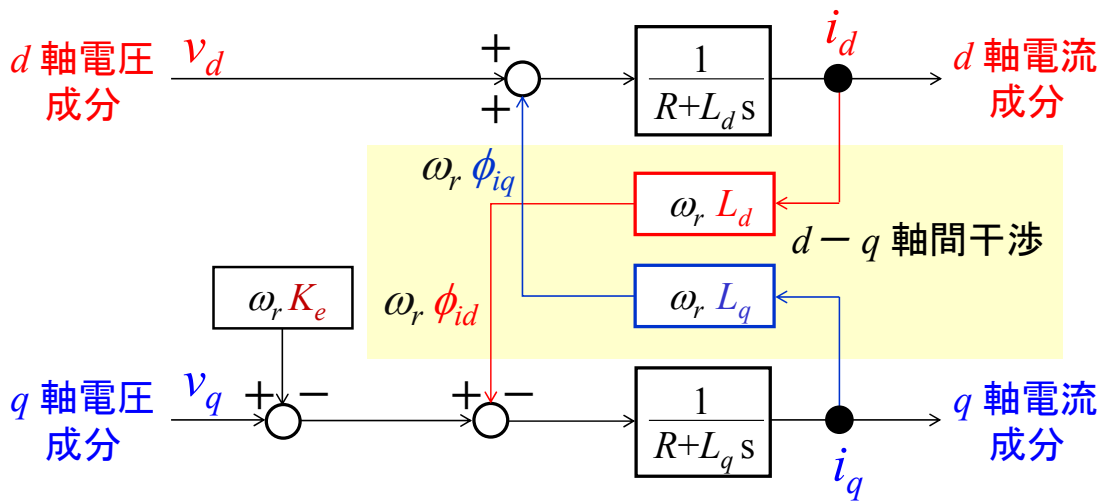 d 軸電圧
成分
v_d
+
+
1
R+L_d s
i_d
d 軸電流
成分
ω_r ϕ_iq
ω_r L_d
d − q 軸間干渉
ω_r K_e
ω_r ϕ_id
ω_r L_q
q 軸電圧
成分
v_q
+
−
+
−
1
R+L_q s
i_q
q 軸電流
成分